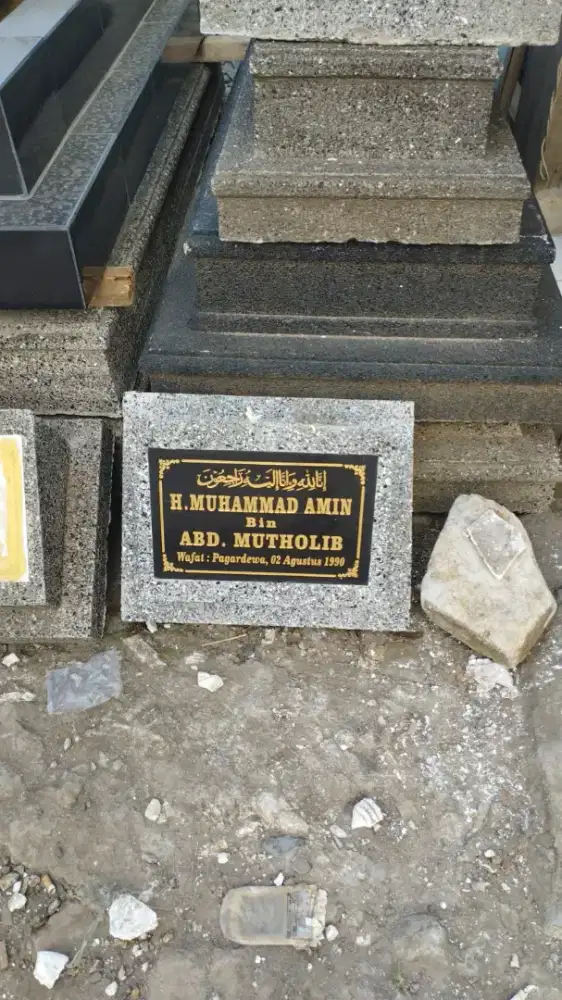 إنا لله وإنا إليه راجعون
H.MUHAMMAD AMIN
Bin
ABD. MUTHOLIB
Wafat : Pagardewa, 02 Agustus 1990